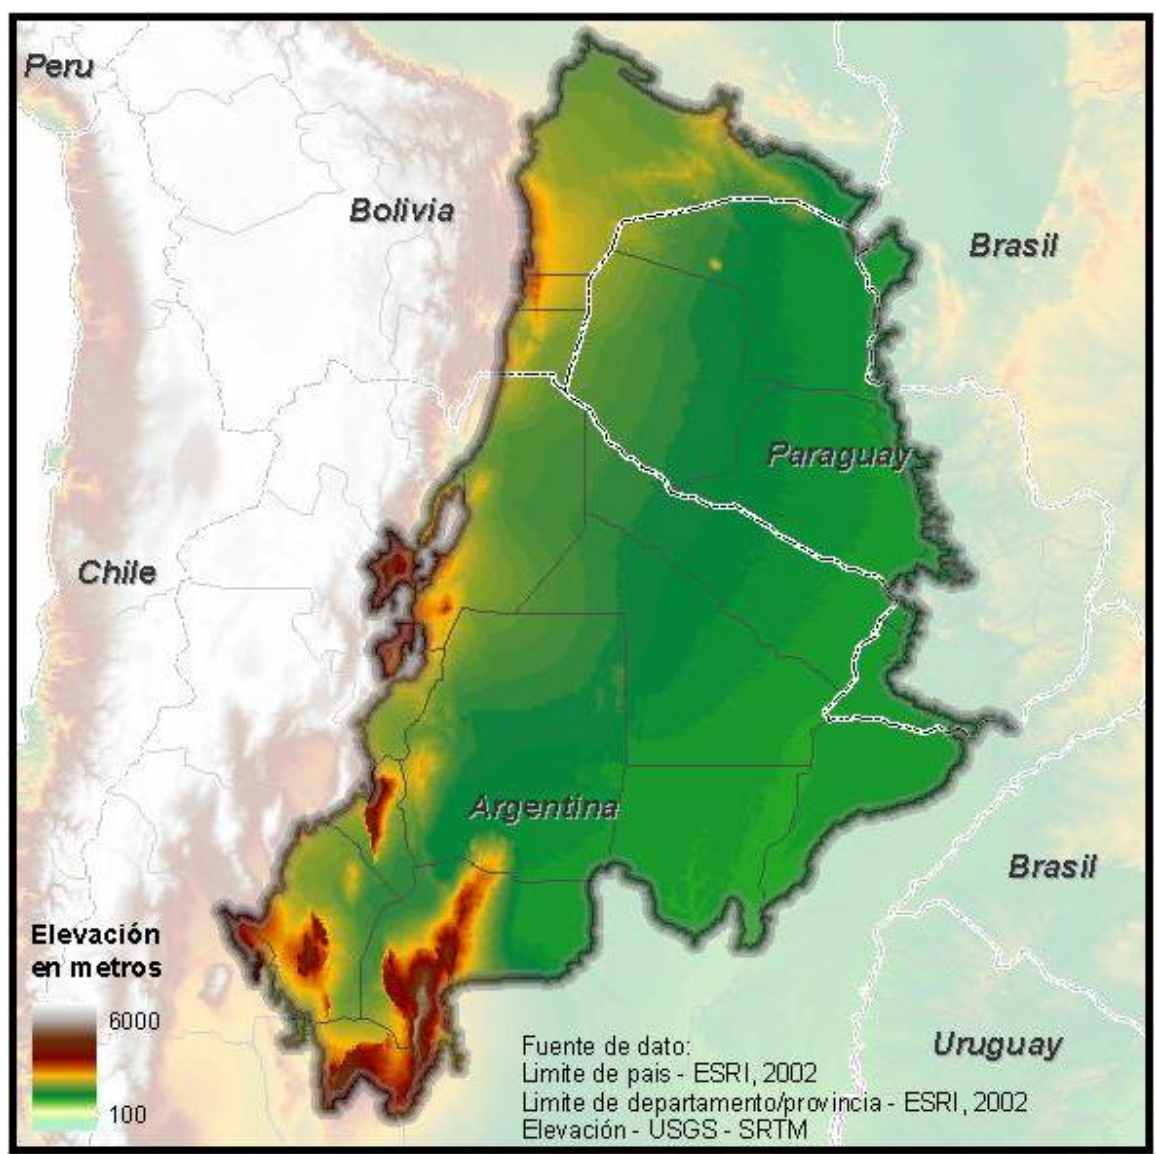 Peru
Bolivia
Brasil
Paraguay
Chile
Argentina
Brasil
Elevación
en metros
6000
100
Uruguay
Fuente de dato:
Limite de pais - ESRI, 2002
Limite de departamento/provincia - ESRI, 2002
Elevación - USGS - SRTM